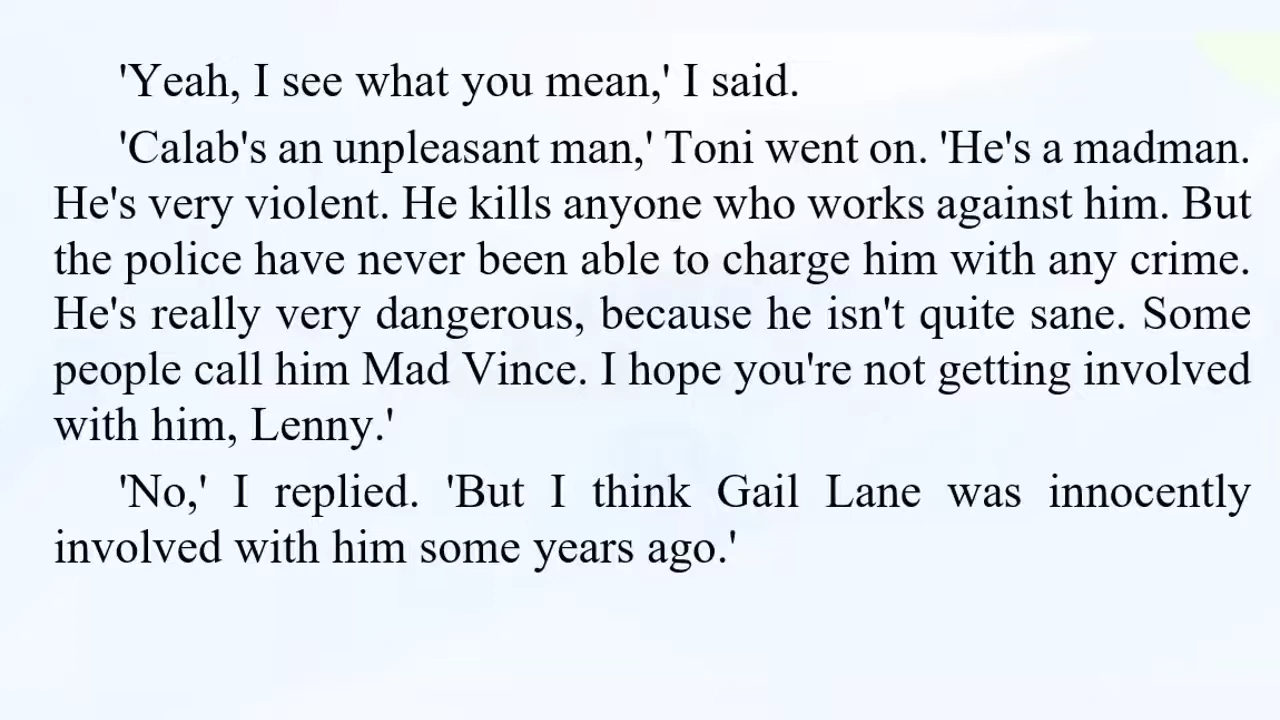 'Yeah, I see what you mean,' I said.
'Calab's an unpleasant man,' Toni went on. 'He's a madman.
He's very violent. He kills anyone who works against him. But
the police have never been able to charge him with any crime.
He's really very dangerous, because he isn't quite sane. Some
people call him Mad Vince. I hope you're not getting involved
with him, Lenny.'
'No,' I replied. 'But I think Gail Lane was innocently
involved with him some years ago.'